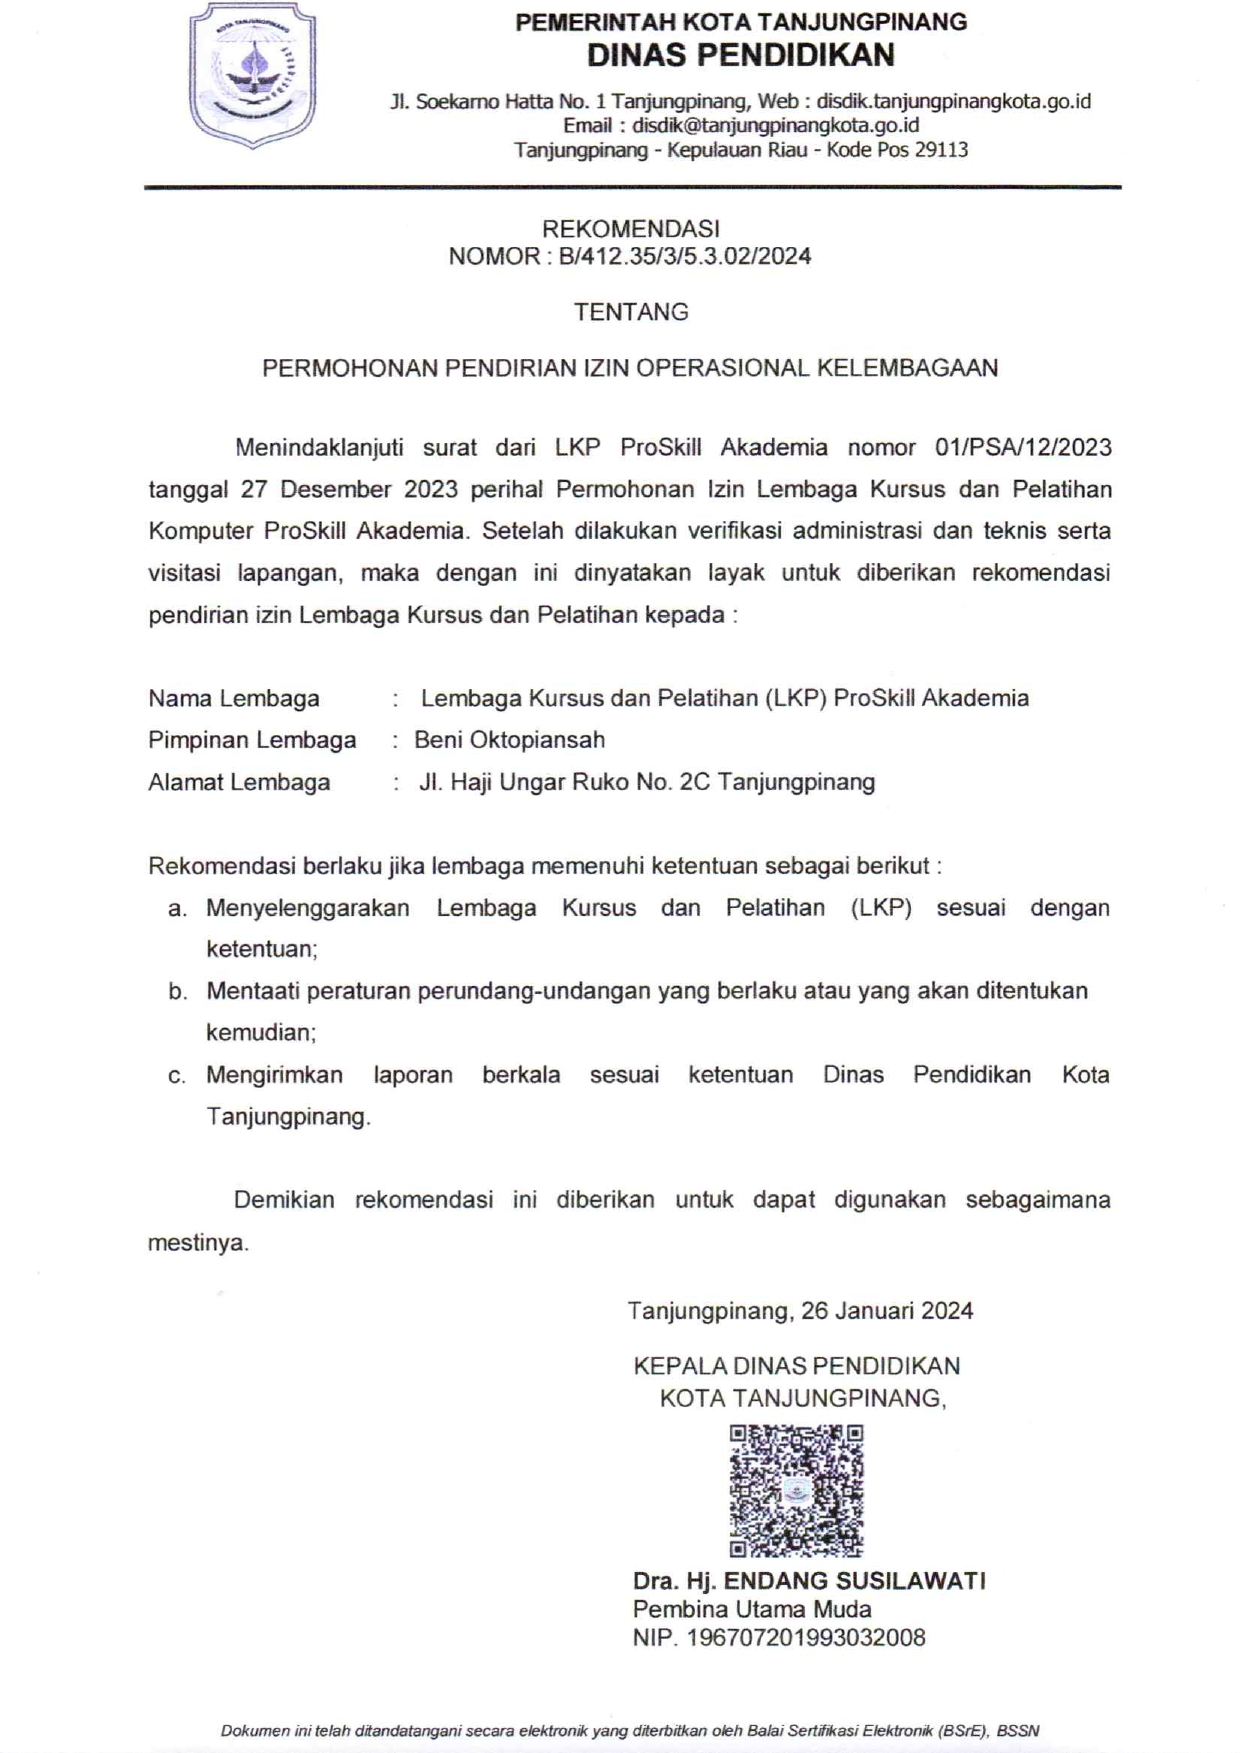 KOTA TANJUNGPINANG
PEMERINTAH KOTA TANJUNGPINANG
DINAS PENDIDIKAN
Jl. Soekarno Hatta No. 1 Tanjungpinang, Web : disdik.tanjungpinangkota.go.id
Email : disdik@tanjungpinangkota.go.id
Tanjungpinang - Kepulauan Riau - Kode Pos 29113
REKOMENDASI
NOMOR : B/412.35/3/5.3.02/2024
TENTANG
PERMOHONAN PENDIRIAN IZIN OPERASIONAL KELEMBAGAAN
Menindaklanjuti surat dari LKP ProSkill Akademia nomor 01/PSA/12/2023
tanggal 27 Desember 2023 perihal Permohonan Izin Lembaga Kursus dan Pelatihan
Komputer ProSkill Akademia. Setelah dilakukan verifikasi administrasi dan teknis serta
visitasi lapangan, maka dengan ini dinyatakan layak untuk diberikan rekomendasi
pendirian izin Lembaga Kursus dan Pelatihan kepada :
Nama Lembaga : Lembaga Kursus dan Pelatihan (LKP) ProSkill Akademia
Pimpinan Lembaga : Beni Oktopiansah
Alamat Lembaga : Jl. Haji Ungar Ruko No. 2C Tanjungpinang
Rekomendasi berlaku jika lembaga memenuhi ketentuan sebagai berikut :
a. Menyelenggarakan Lembaga Kursus dan Pelatihan (LKP) sesuai dengan
ketentuan;
b. Mentaati peraturan perundang-undangan yang berlaku atau yang akan ditentukan
kemudian;
c. Mengirimkan laporan berkala sesuai ketentuan Dinas Pendidikan Kota
Tanjungpinang.
Demikian rekomendasi ini diberikan untuk dapat digunakan sebagaimana
mestinya.
Tanjungpinang, 26 Januari 2024
KEPALA DINAS PENDIDIKAN
KOTA TANJUNGPINANG,
Dra. Hj. ENDANG SUSILAWATI
Pembina Utama Muda
NIP. 196707201993032008
Dokumen ini telah ditandatangani secara elektronik yang diterbitkan oleh Balai Sertifikasi Elektronik (BSrE), BSSN